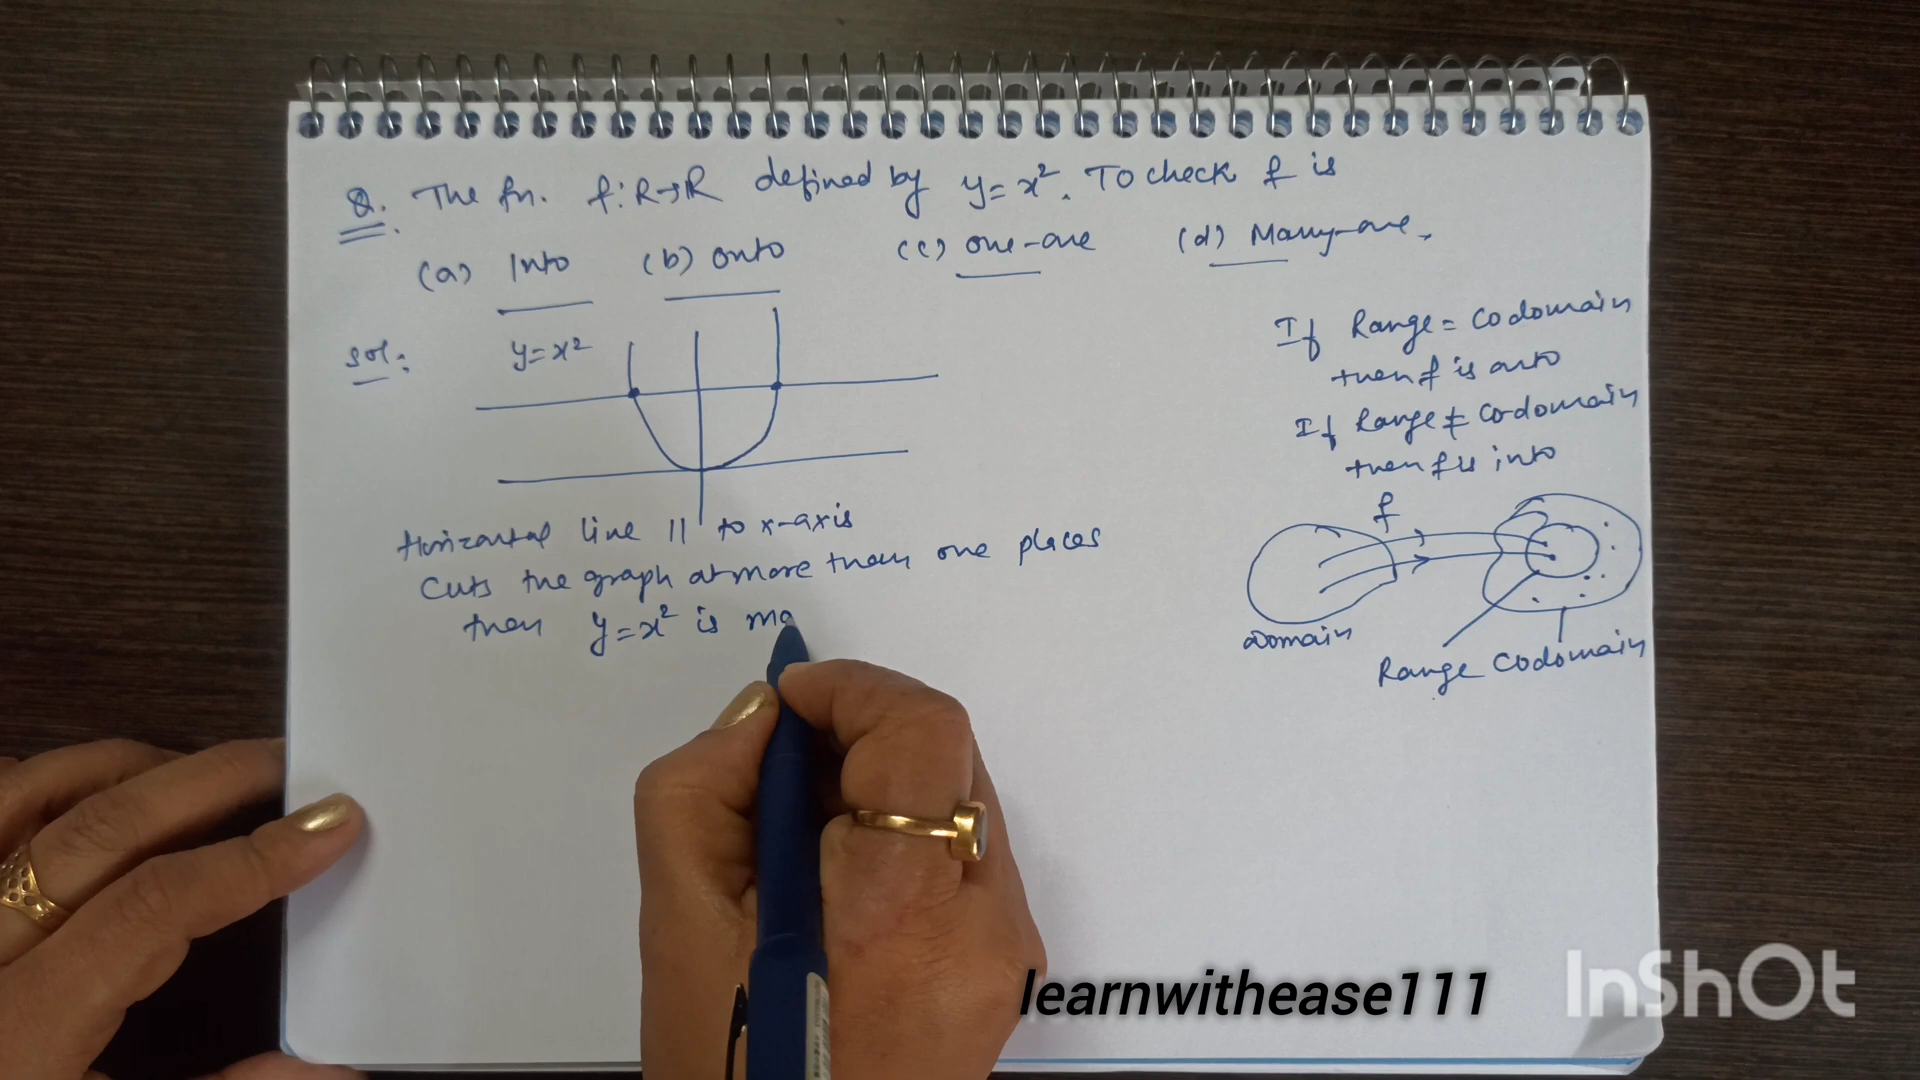 Q. The fn. f:R→R defined by y=x². To check f is
(a) Into (b) onto (c) one-one (d) Many-one.
Sol: y=x²
Horizontal line || to x-axis
Cuts the graph at more than one places
then y=x² is ma
If Range = Codomain
then f is onto
If Range ≠ Codomain
then f is into
f
Domain
Range Codomain
learnwithease111
InShOt